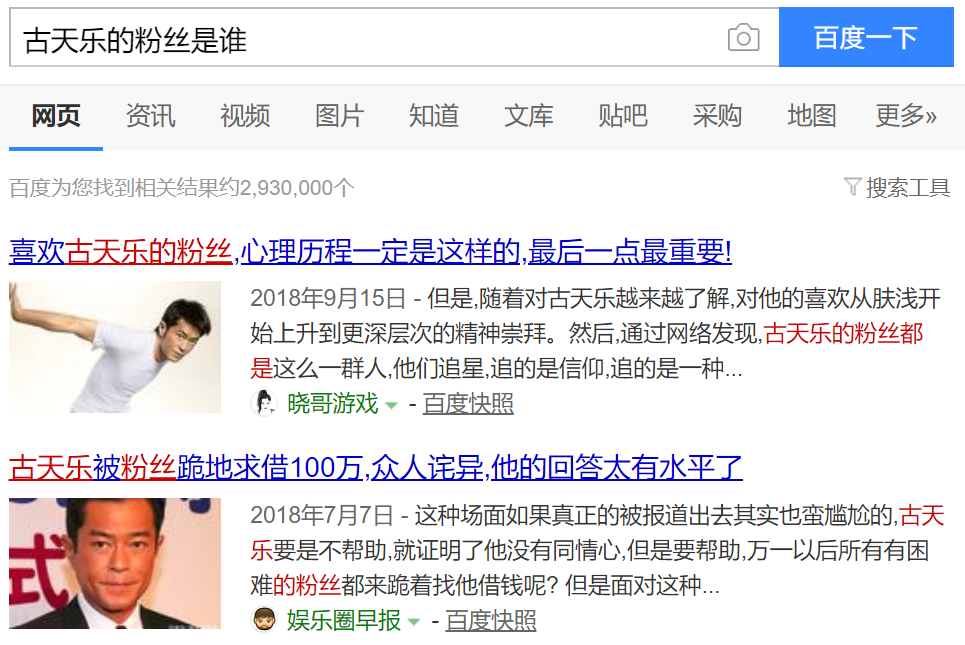 古天乐的粉丝是谁
百度一下
网页 资讯 视频 图片 知道 文库 贴吧 采购 地图 更多»
百度为您找到相关结果约2,930,000个
搜索工具
喜欢古天乐的粉丝,心理历程一定是这样的,最后一点最重要!
2018年9月15日 - 但是,随着对古天乐越来越了解,对他的喜欢从肤浅开
始上升到更深层次的精神崇拜。然后,通过网络发现,古天乐的粉丝都
是这么一群人,他们追星,追的是信仰,追的是一种...
晓哥游戏 - 百度快照
古天乐被粉丝跪地求借100万,众人诧异,他的回答太有水平了
式
2018年7月7日 - 这种场面如果真正的被报道出去其实也蛮尴尬的,古天
乐要是不帮助,就证明了他没有同情心,但是要帮助,万一以后所有有困
难的粉丝都来跪着找他借钱呢? 但是面对这种...
娱乐圈早报 - 百度快照